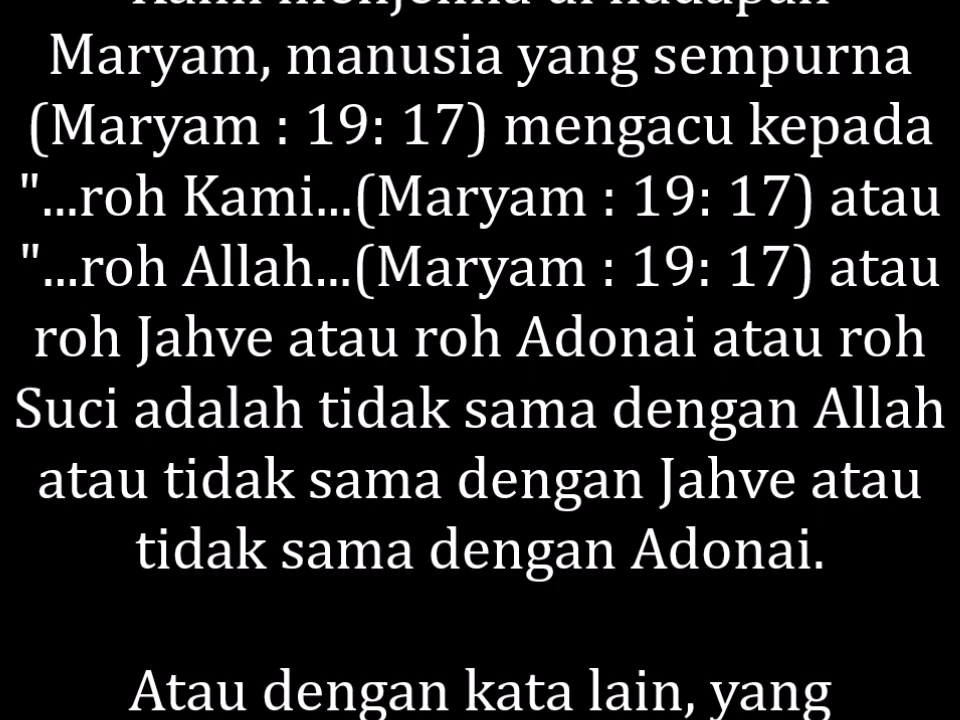 Maryam, manusia yang sempurna
(Maryam : 19: 17) mengacu kepada
"...roh Kami...(Maryam : 19: 17) atau
"...roh Allah...(Maryam : 19: 17) atau
roh Jahve atau roh Adonai atau roh
Suci adalah tidak sama dengan Allah
atau tidak sama dengan Jahve atau
tidak sama dengan Adonai.
Atau dengan kata lain, yang